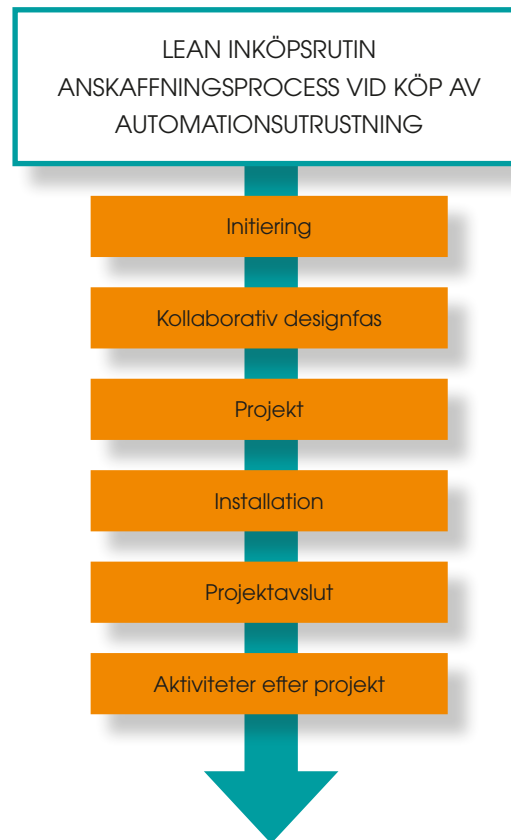 LEAN INKÖPSRUTIN
ANSKAFFNINGSPROCESS VID KÖP AV
AUTOMATIONSUTRUSTNING
Initiering
Kollaborativ designfas
Projekt
Installation
Projektavslut
Aktiviteter efter projekt